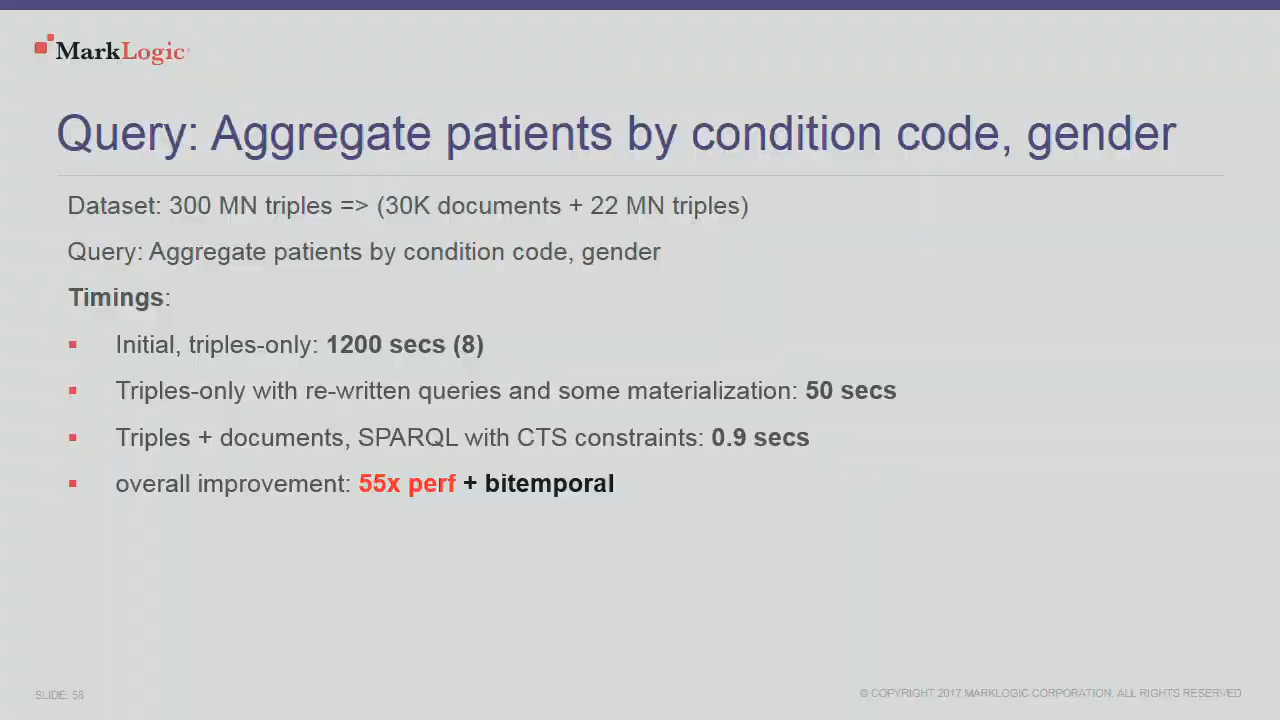 MarkLogic
Query: Aggregate patients by condition code, gender
Dataset: 300 MN triples => (30K documents + 22 MN triples)
Query: Aggregate patients by condition code, gender
Timings:
Initial, triples-only: 1200 secs (8)
Triples-only with re-written queries and some materialization: 50 secs
Triples + documents, SPARQL with CTS constraints: 0.9 secs
overall improvement: 55x perf + bitemporal
SLIDE: 56
© COPYRIGHT 2017 MARKLOGIC CORPORATION. ALL RIGHTS RESERVED